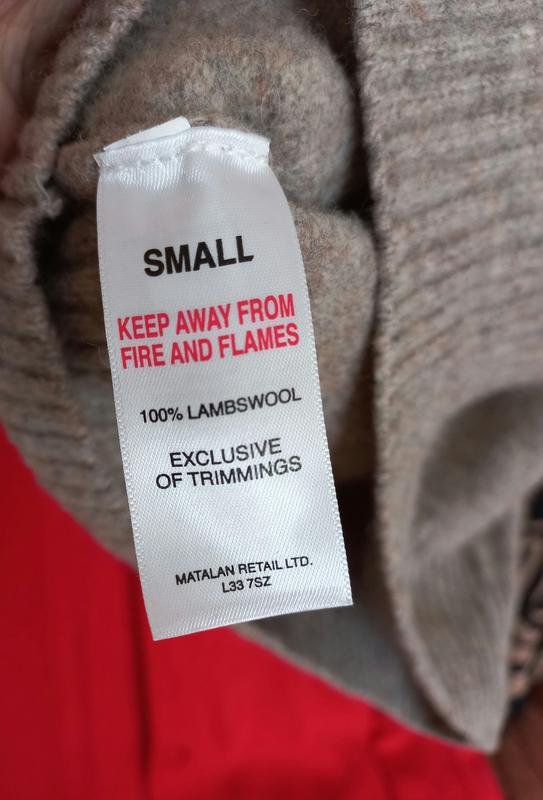 SMALL
KEEP AWAY FROM
FIRE AND FLAMES
100% LAMBSWOOL
EXCLUSIVE
OF TRIMMINGS
MATALAN RETAIL LTD.
L33 7SZ